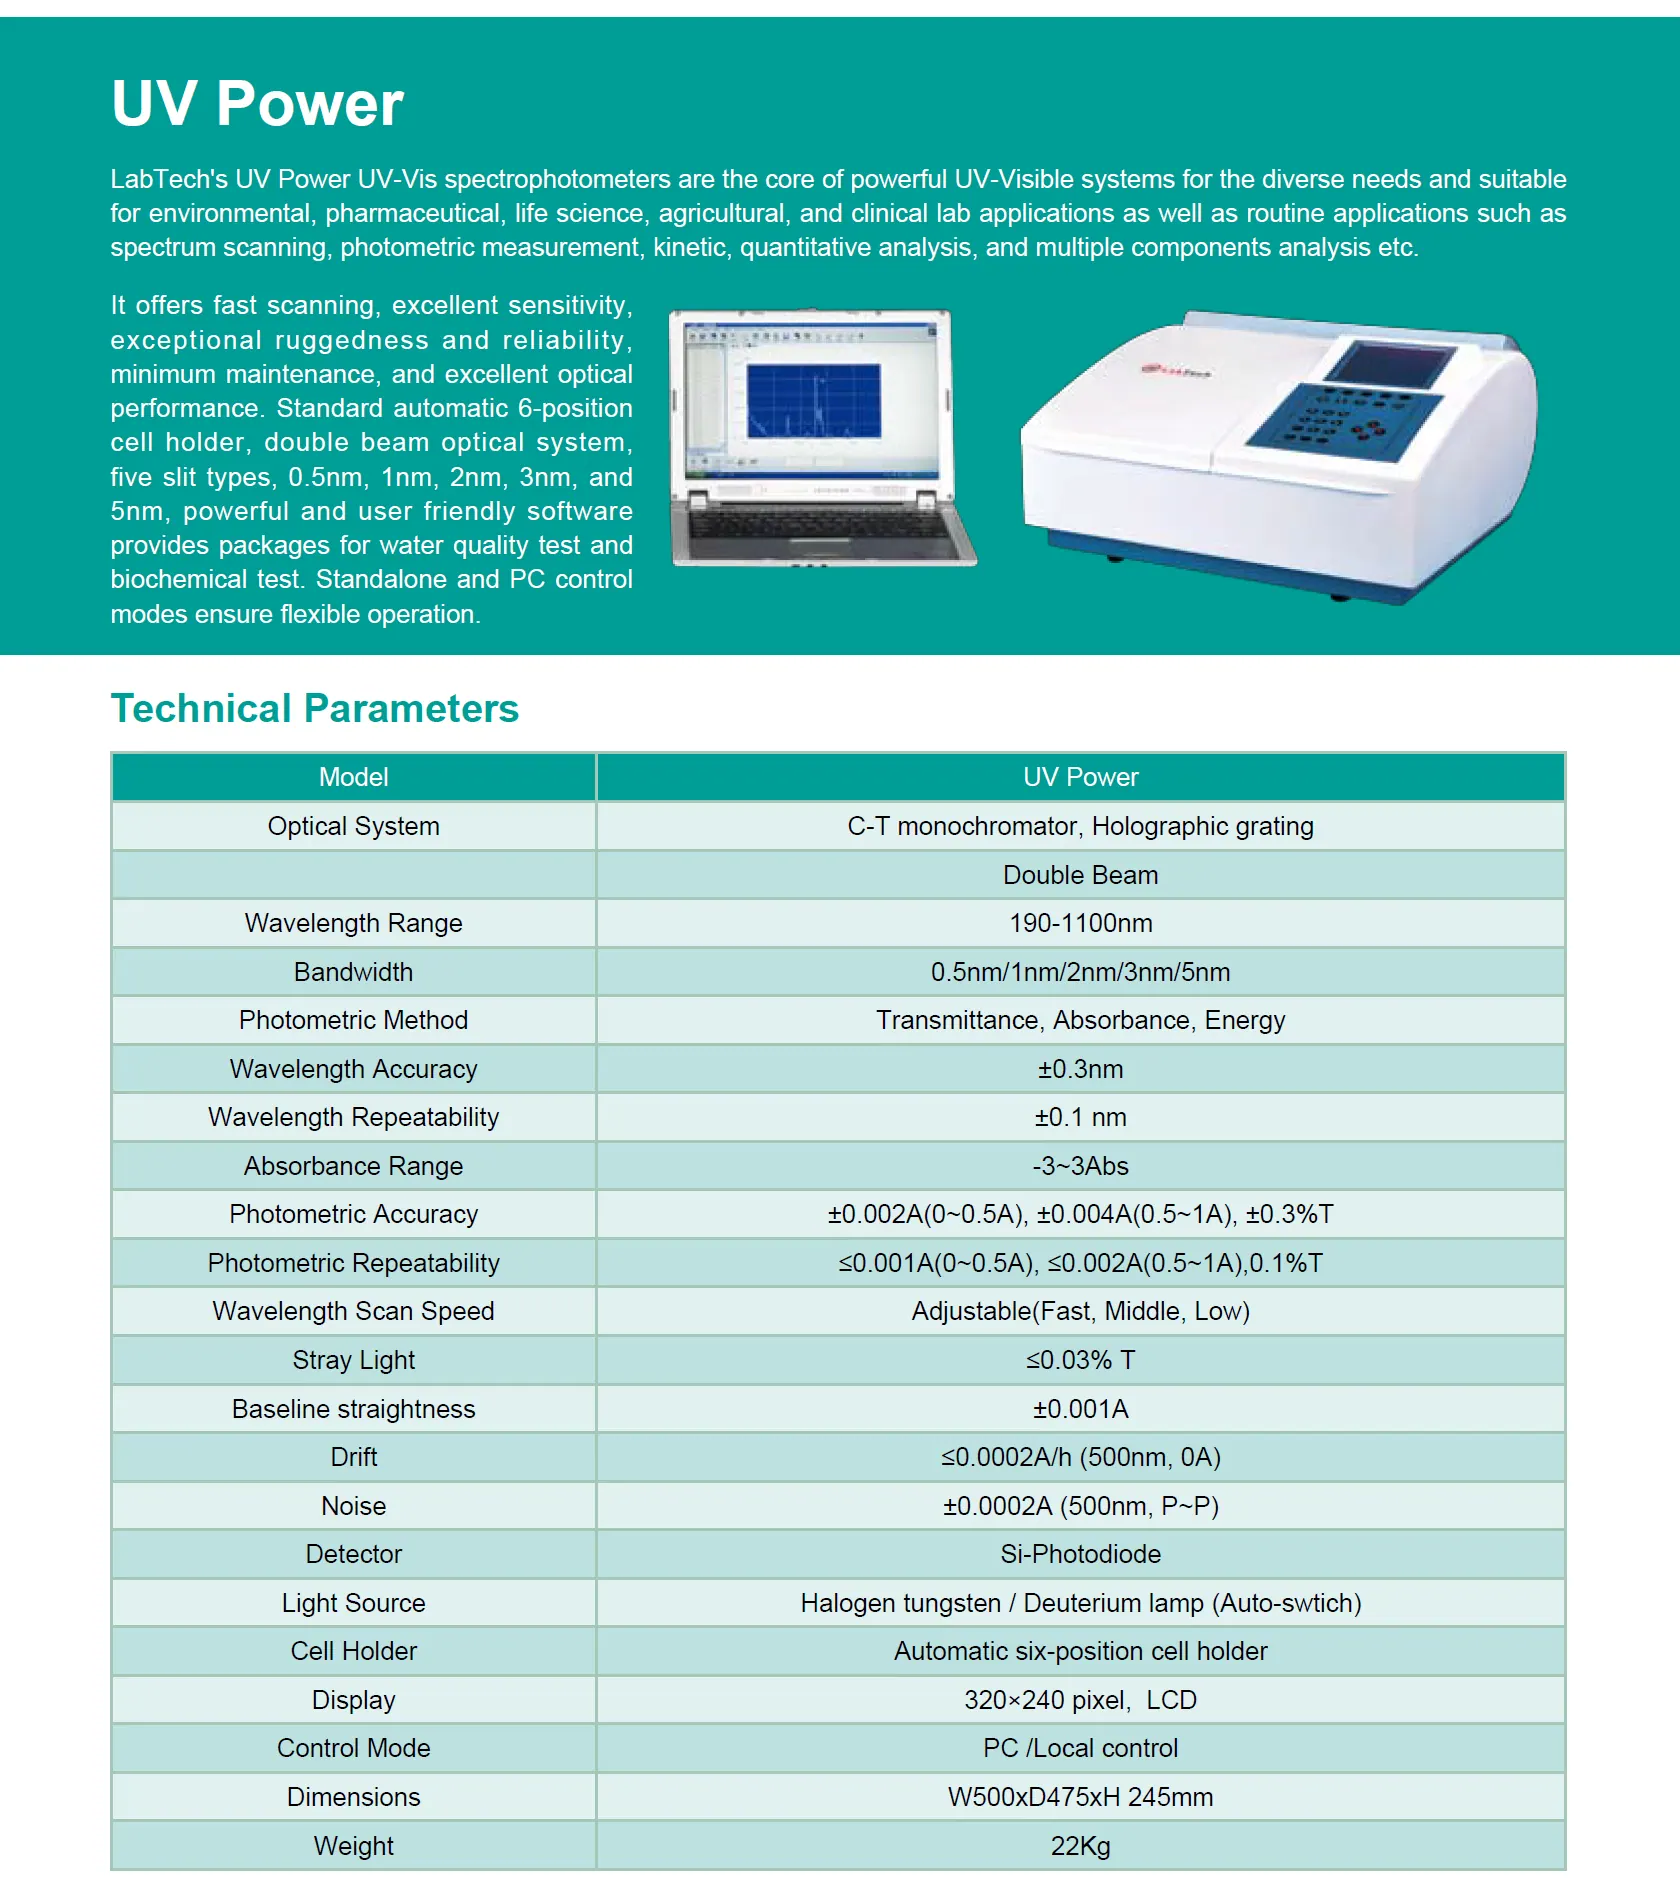 UV Power
LabTech's UV Power UV-Vis spectrophotometers are the core of powerful UV-Visible systems for the diverse needs and suitable
for environmental, pharmaceutical, life science, agricultural, and clinical lab applications as well as routine applications such as
spectrum scanning, photometric measurement, kinetic, quantitative analysis, and multiple components analysis etc.
It offers fast scanning, excellent sensitivity,
exceptional ruggedness and reliability,
minimum maintenance, and excellent optical
performance. Standard automatic 6-position
cell holder, double beam optical system,
five slit types, 0.5nm, 1nm, 2nm, 3nm, and
5nm, powerful and user friendly software
provides packages for water quality test and
biochemical test. Standalone and PC control
modes ensure flexible operation.
LabTech
Technical Parameters
Model UV Power
Optical System C-T monochromator, Holographic grating
Double Beam
Wavelength Range 190-1100nm
Bandwidth 0.5nm/1nm/2nm/3nm/5nm
Photometric Method Transmittance, Absorbance, Energy
Wavelength Accuracy ±0.3nm
Wavelength Repeatability ±0.1 nm
Absorbance Range -3~3Abs
Photometric Accuracy ±0.002A(0~0.5A), ±0.004A(0.5~1A), ±0.3%T
Photometric Repeatability ≤0.001A(0~0.5A), ≤0.002A(0.5~1A),0.1%T
Wavelength Scan Speed Adjustable(Fast, Middle, Low)
Stray Light ≤0.03% T
Baseline straightness ±0.001A
Drift ≤0.0002A/h (500nm, 0A)
Noise ±0.0002A (500nm, P~P)
Detector Si-Photodiode
Light Source Halogen tungsten / Deuterium lamp (Auto-swtich)
Cell Holder Automatic six-position cell holder
Display 320×240 pixel, LCD
Control Mode PC /Local control
Dimensions W500xD475xH 245mm
Weight 22Kg